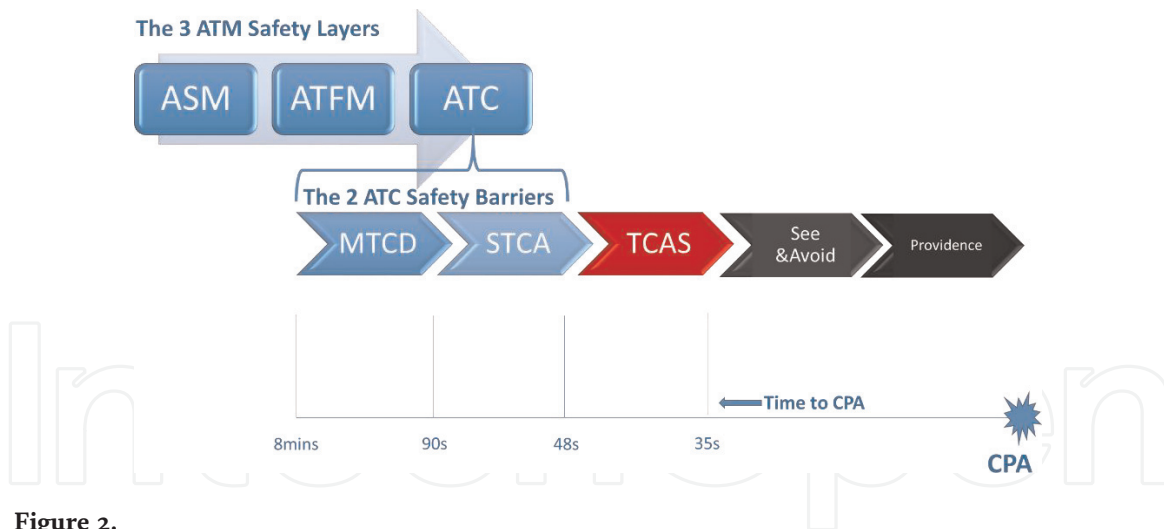 The 3 ATM Safety Layers
ASM ATFM ATC
The 2 ATC Safety Barriers
MTCD STCA TCAS See &Avoid Providence
Time to CPA
8mins 90s 48s 35s
CPA
IntechOpen
Figure 2.